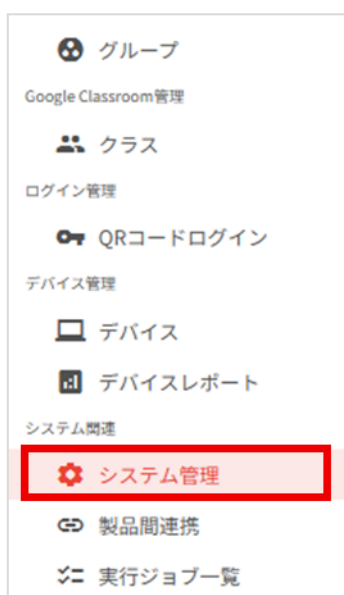 グループ
Google Classroom管理
クラス
ログイン管理
QRコードログイン
デバイス管理
デバイス
デバイスレポート
システム関連
システム管理
製品間連携
実行ジョブ一覧